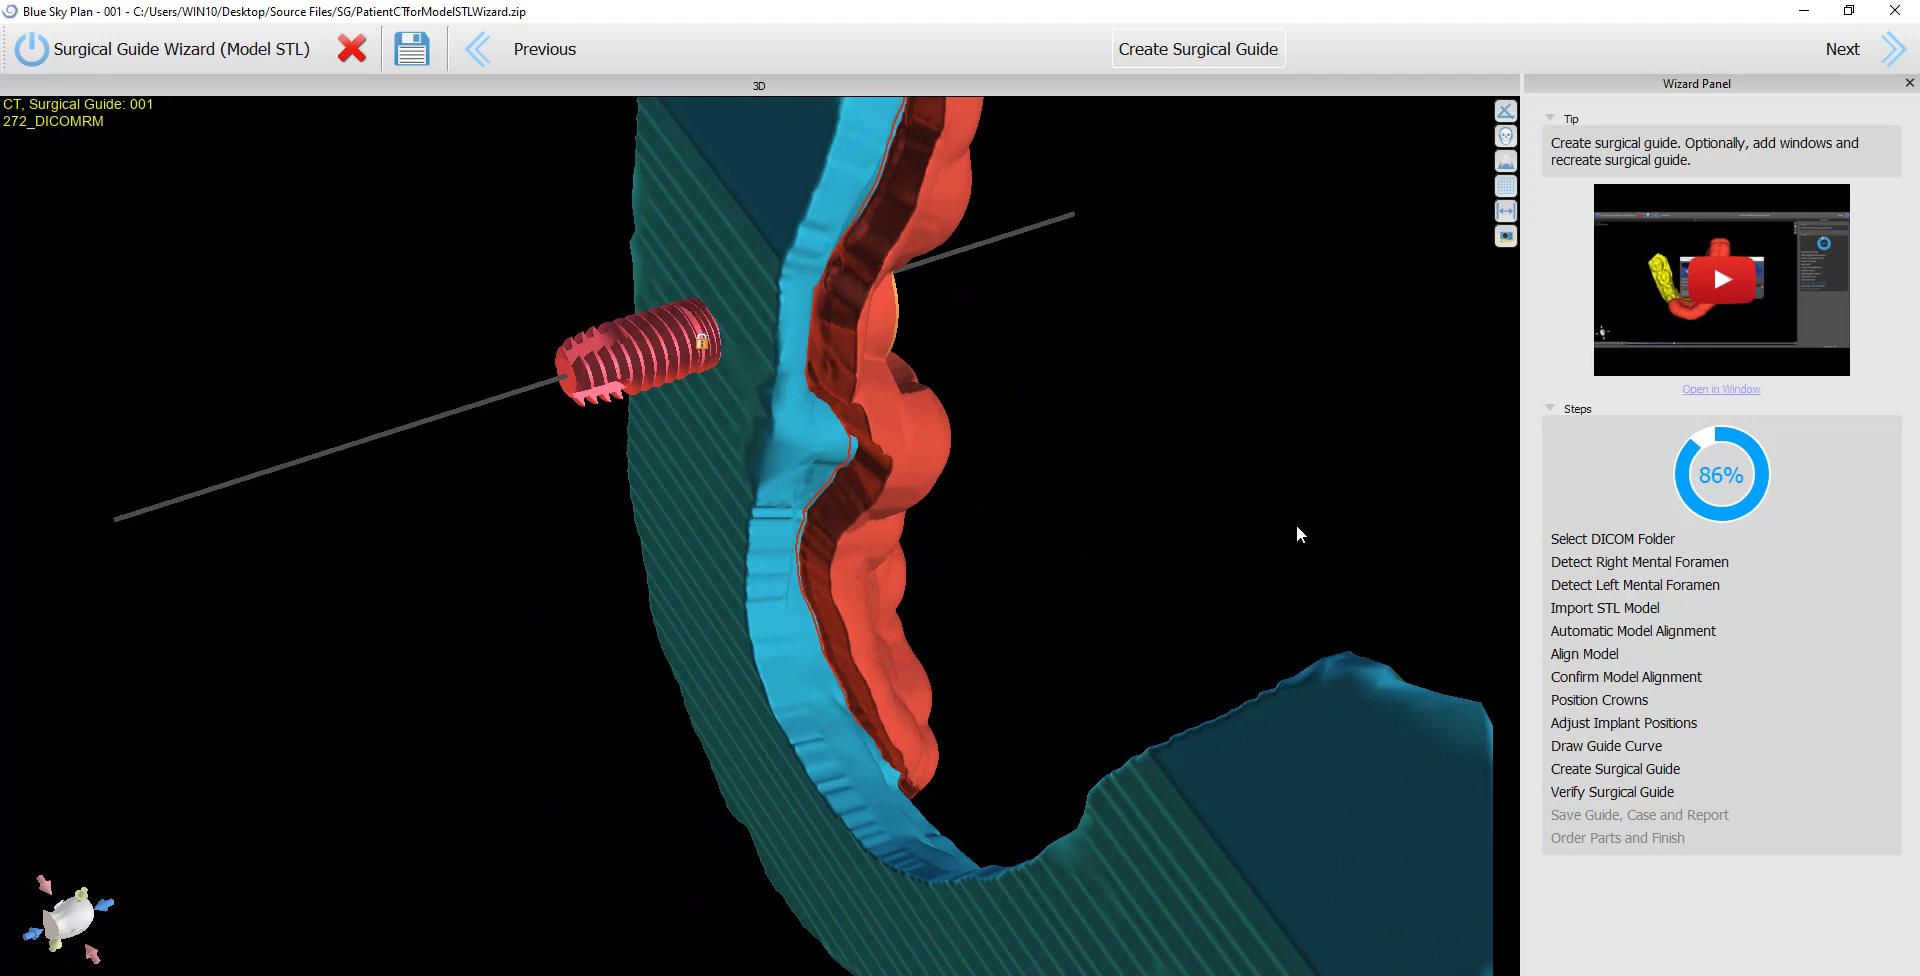 Blue Sky Plan - 001 - C:/Users/WIN10/Desktop/Source Files/SG/PatientCTforModelSTLWizard.zip
Surgical Guide Wizard (Model STL)
Previous
Create Surgical Guide
Next
3D
Wizard Panel
CT, Surgical Guide: 001
272_DICOMRM
Tip
Create surgical guide. Optionally, add windows and
recreate surgical guide.
Open in Window
Steps
86%
Select DICOM Folder
Detect Right Mental Foramen
Detect Left Mental Foramen
Import STL Model
Automatic Model Alignment
Align Model
Confirm Model Alignment
Position Crowns
Adjust Implant Positions
Draw Guide Curve
Create Surgical Guide
Verify Surgical Guide
Save Guide, Case and Report
Order Parts and Finish